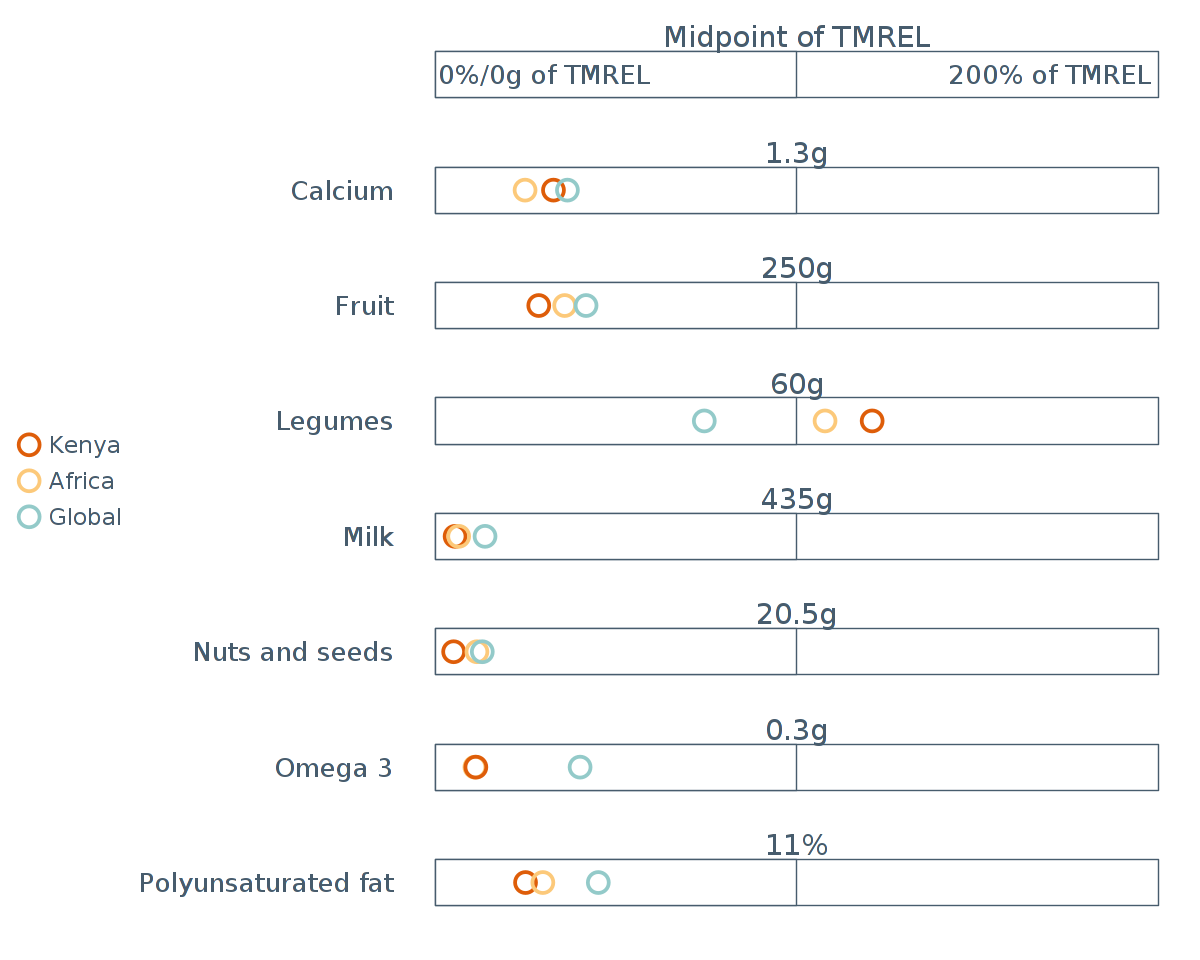 Midpoint of TMREL
0%/0g of TMREL
200% of TMREL
1.3g
Calcium
250g
Fruit
60g
Legumes
Kenya
Africa
Global
435g
Milk
20.5g
Nuts and seeds
0.3g
Omega 3
11%
Polyunsaturated fat